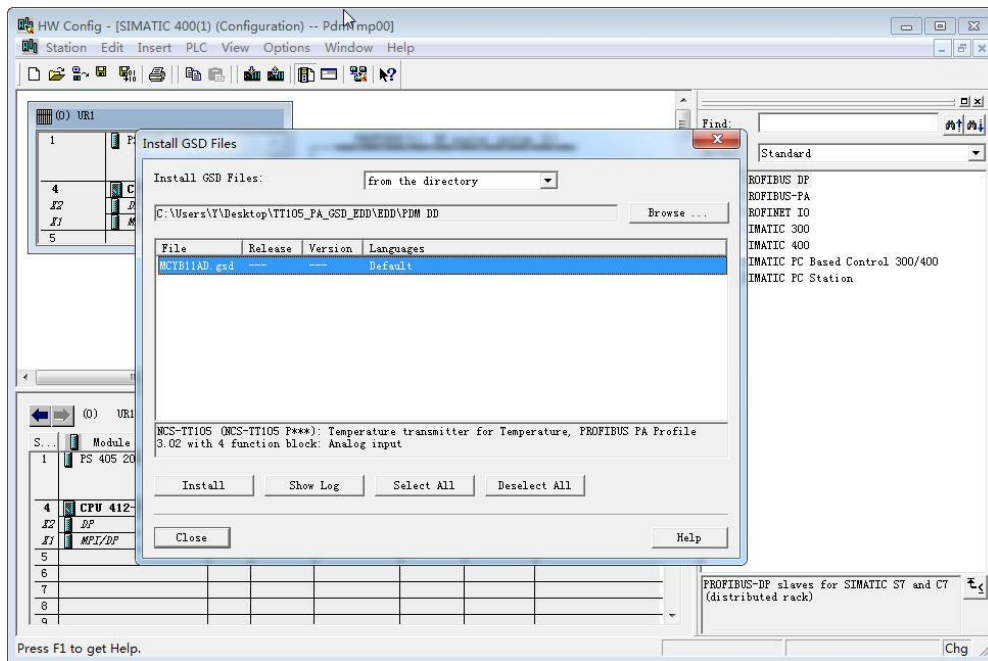 HW Config - [SIMATIC 400(1) (Configuration) -- Pdm mp00]
Station Edit Insert PLC View Options Window Help
(0) UR1
1
4
X2
X1
5
Find:
Standard
ROFIBUS DP
ROFIBUS-PA
ROFINET IO
IMATIC 300
IMATIC 400
IMATIC PC Based Control 300/400
IMATIC PC Station
Install GSD Files
Install GSD Files:
from the directory
C:\Users\Y\Desktop\TT105_PA_GSD_EDD\EDD\PDM DD
Browse ...
File Release Version Languages
MCYB11AD.gsd --- --- Default
NCS-TT105 (NCS-TT105 P***): Temperature transmitter for Temperature, PROFIBUS PA Profile
3.02 with 4 function block: Analog input
Install Show Log Select All Deselect All
Close Help
(0) UR1
S... Module
1 PS 405 20
4 CPU 412-
X2 DP
X1 MPI/DP
5
6
7
8
9
PROFIBUS-DP slaves for SIMATIC S7 and C7
(distributed rack)
Press F1 to get Help.
Chg